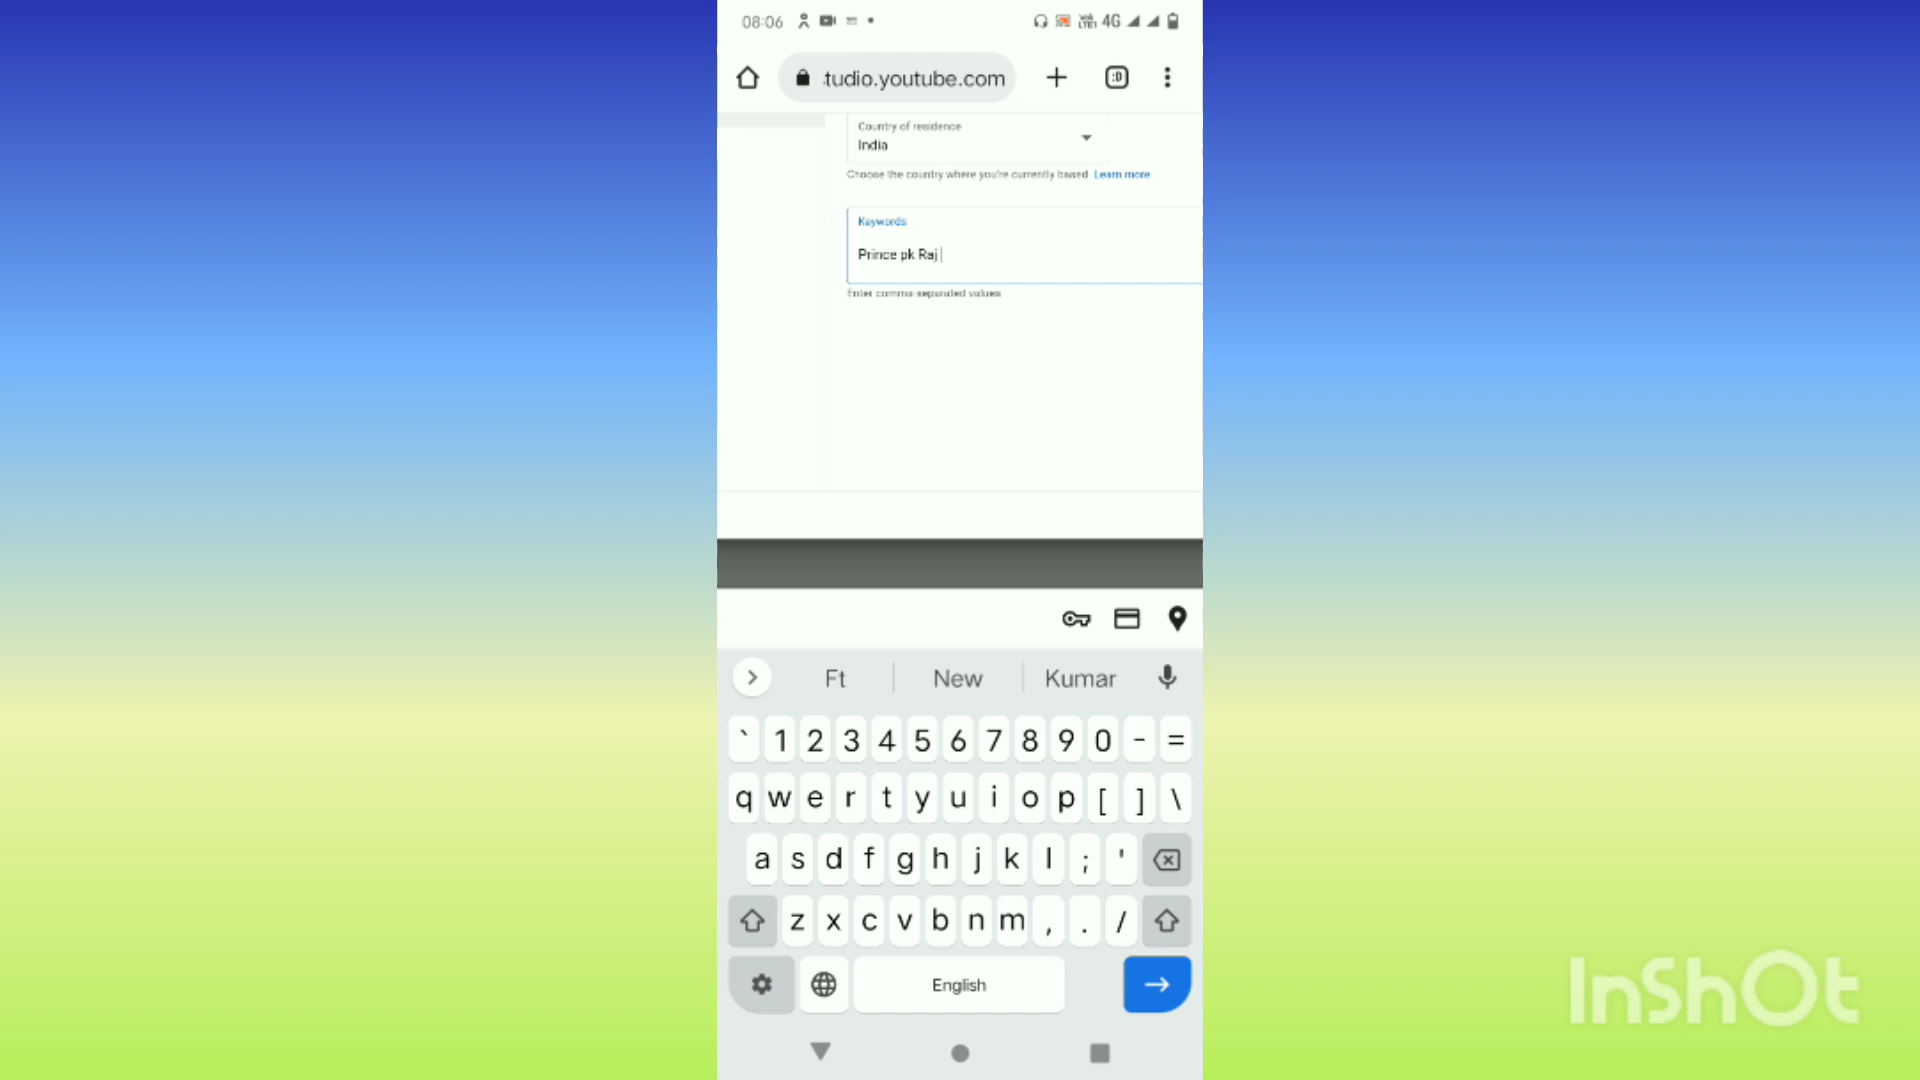 08:06
4G
tudio.youtube.com
:D
Country of residence
India
Choose the country where you're currently based Learn more
Keywords
Prince pk Raj
Enter comma-separated values
Ft New Kumar
` 1 2 3 4 5 6 7 8 9 0 - =
q w e r t y u i o p [ ] \
a s d f g h j k l ; '
z x c v b n m , . /
English
InShOt